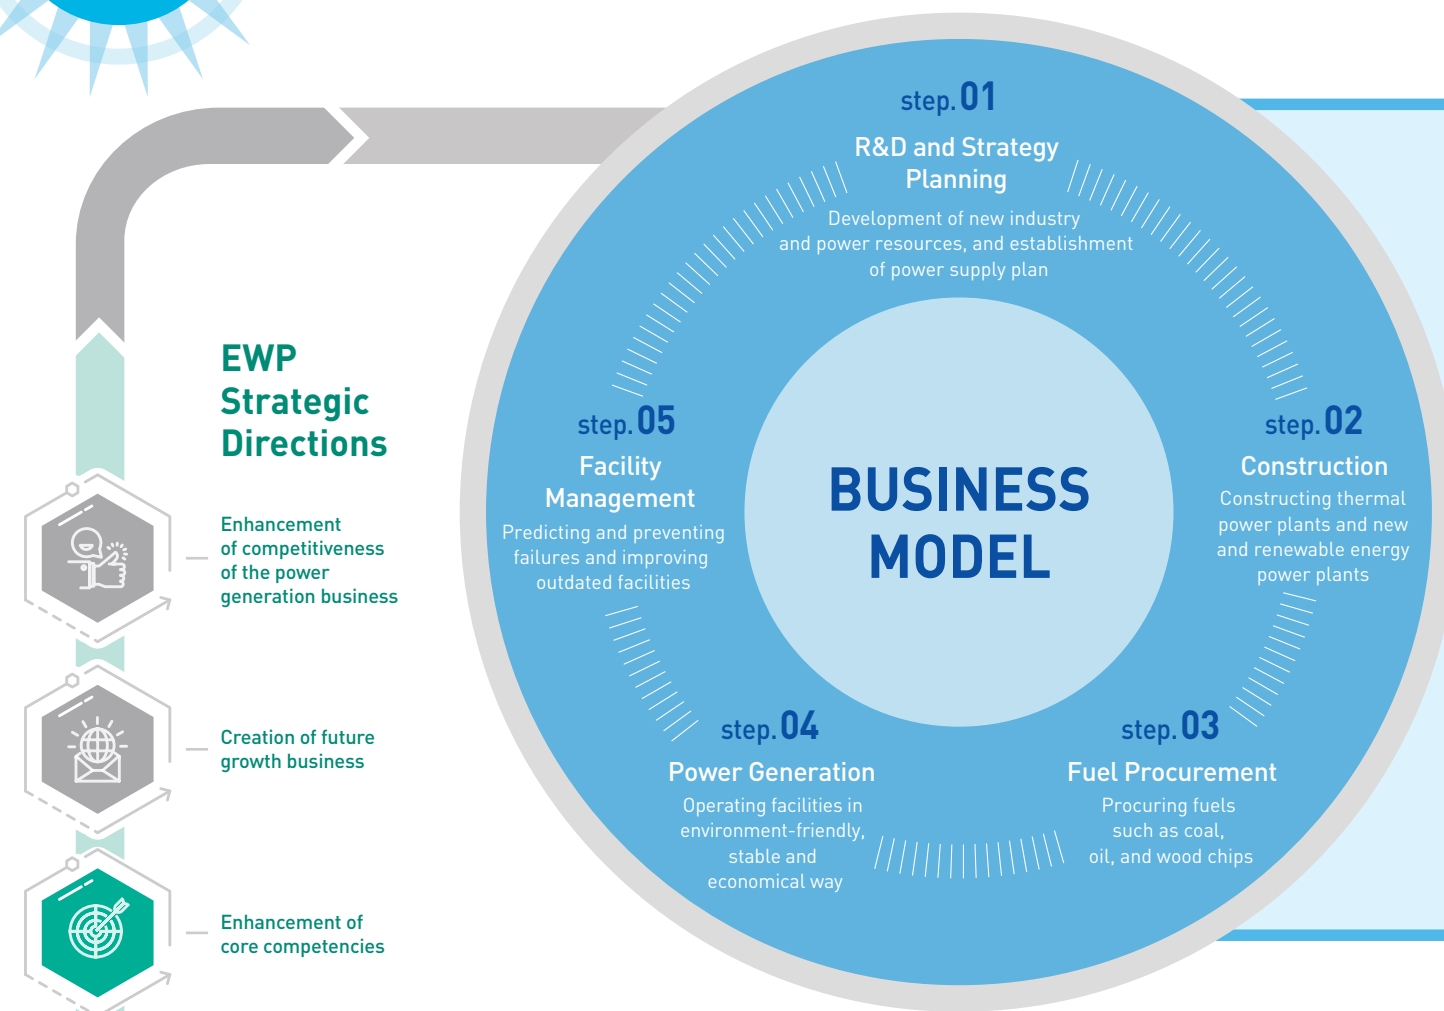 EWP
Strategic
Directions
Enhancement
of competitiveness
of the power
generation business
Creation of future
growth business
Enhancement of
core competencies
BUSINESS
MODEL
step.01
R&D and Strategy
Planning
Development of new industry
and power resources, and establishment
of power supply plan
step.02
Construction
Constructing thermal
power plants and new
and renewable energy
power plants
step.03
Fuel Procurement
Procuring fuels
such as coal,
oil, and wood chips
step.04
Power Generation
Operating facilities in
environment-friendly,
stable and
economical way
step.05
Facility
Management
Predicting and preventing
failures and improving
outdated facilities